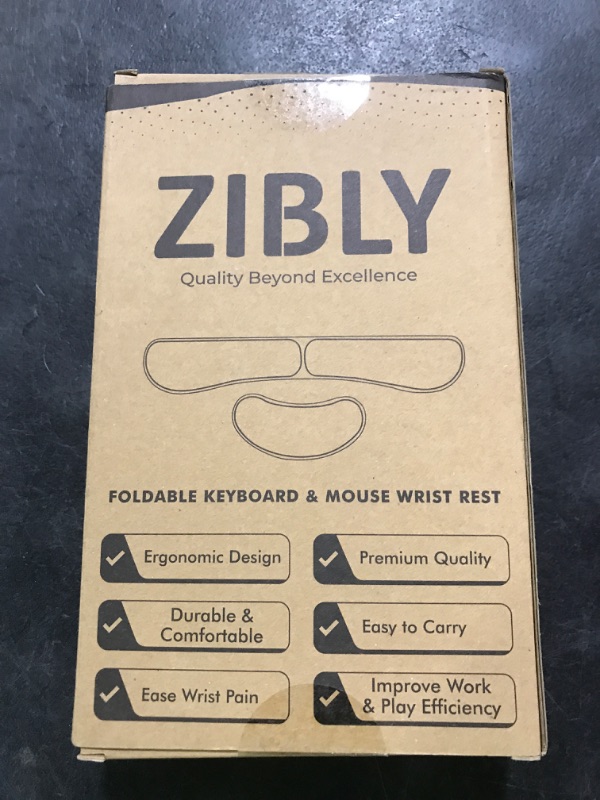 ZIBLY
Quality Beyond Excellence
FOLDABLE KEYBOARD & MOUSE WRIST REST
Ergonomic Design
Premium Quality
Durable &
Comfortable
Easy to Carry
Ease Wrist Pain
Improve Work
& Play Efficiency